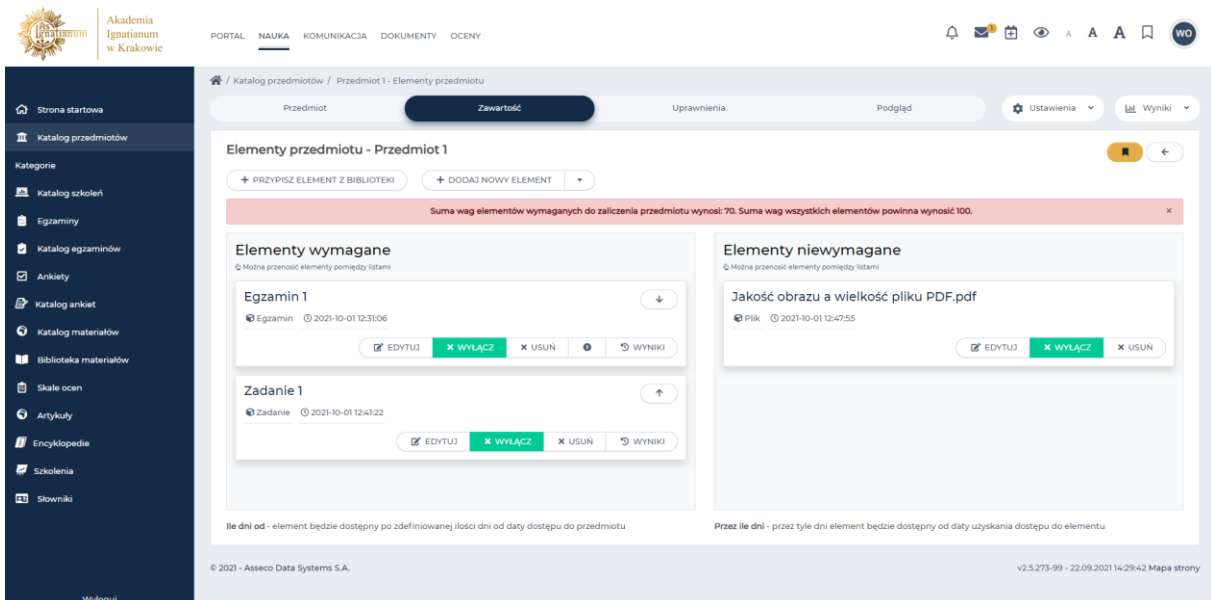 Ignatianum
Akademia
Ignatianum
w Krakowie
PORTAL NAUKA KOMUNIKACJA DOKUMENTY OCENY
1 A A A WO
/ Katalog przedmiotów / Przedmiot 1 - Elementy przedmiotu
Strona startowa
Katalog przedmiotów
Kategorie
Katalog szkoleń
Egzaminy
Katalog egzaminów
Ankiety
Katalog ankiet
Katalog materiałów
Biblioteka materiałów
Skale ocen
Artykuły
Encyklopedie
Szkolenia
Słowniki
Wyloguj
Przedmiot Zawartość Uprawnienia Podgląd Ustawienia Wyniki
Elementy przedmiotu - Przedmiot 1
+ PRZYPISZ ELEMENT Z BIBLIOTEKI + DODAJ NOWY ELEMENT
Suma wag elementów wymaganych do zaliczenia przedmiotu wynosi: 70. Suma wag wszystkich elementów powinna wynosić 100. ×
Elementy wymagane
Można przenosić elementy pomiędzy listami
Egzamin 1
Egzamin 2021-10-01 12:31:06
EDYTUJ × WYŁĄCZ × USUŃ WYNIKI
Zadanie 1
Zadanie 2021-10-01 12:41:22
EDYTUJ × WYŁĄCZ × USUŃ WYNIKI
Elementy niewymagane
Można przenosić elementy pomiędzy listami
Jakość obrazu a wielkość pliku PDF.pdf
Plik 2021-10-01 12:47:55
EDYTUJ × WYŁĄCZ × USUŃ
Ile dni od - element będzie dostępny po zdefiniowanej ilości dni od daty dostępu do przedmiotu
Przez ile dni - przez tyle dni element będzie dostępny od daty uzyskania dostępu do elementu
© 2021 - Asseco Data Systems S.A.
v2.5.273-99 - 22.09.2021 14:29:42 Mapa strony